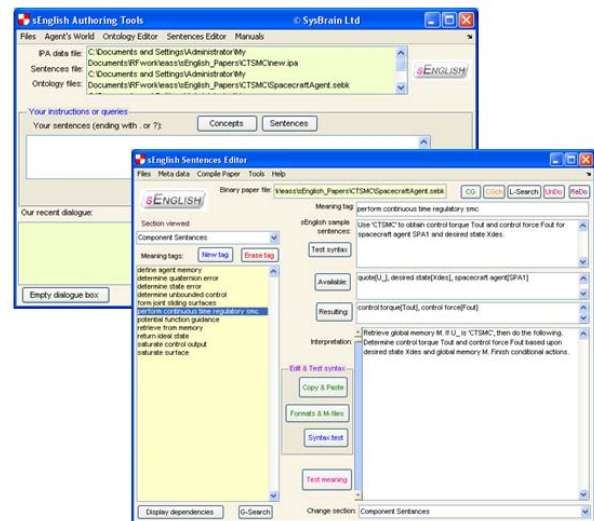 sEnglish Authoring Tools © SysBrain Ltd
Files Agent's World Ontology Editor Sentences Editor Manuals
IPA data file: C:\Documents and Settings\Administrator\My
Sentences file: Documents\RFwork\eass\sEnglish_Papers\CTSMC\new.ipa
C:\Documents and Settings\Administrator\My
Ontology files: Documents\RFwork\eass\sEnglish_Papers\CTSMC\SpacecraftAgent.sebk
sENGLISH
Your instructions or queries
Your sentences (ending with . or ?): Concepts Sentences
Our recent dialogue:
Empty dialogue box
sEnglish Sentences Editor
Files Meta data Compile Paper Tools Help
sENGLISH
Binary paper file: \eass\sEnglish_Papers\CTSMC\SpacecraftAgent.sebk CG CGch L-Search UnDo ReDo
Meaning tag: perform continuous time regulatory smc
Section viewed:
Component Sentances
Meaning tags: New tag Erase tag
define agent memory
determine quaternion error
determine state error
determine unbounded control
form joint sliding surfaces
perform continuous time regulatory smc
potential function guidance
retrieve from memory
return ideal state
saturate control output
saturate surface
sEnglish sample
sentences:
Use 'CTSMC' to obtain control torque Tout and control force Fout for
spacecraft agent SPA1 and desired state Xdes.
Test syntax
Available: quote[U_], desired state[Xdes], spacecraft agent[SPA1]
Resulting: control torque[Tout], control force[Fout]
Interpretation:
Retrieve global memory M. If U_ is 'CTSMC', then do the following.
Determine control torque Tout and control force Fout based upon
desired state Xdes and global memory M. Finish conditional actions.
Edit & Test syntax
Copy & Paste
Formats & M-files
Syntax test
Test meaning
Display dependencies G-Search Change section: Component Sentances